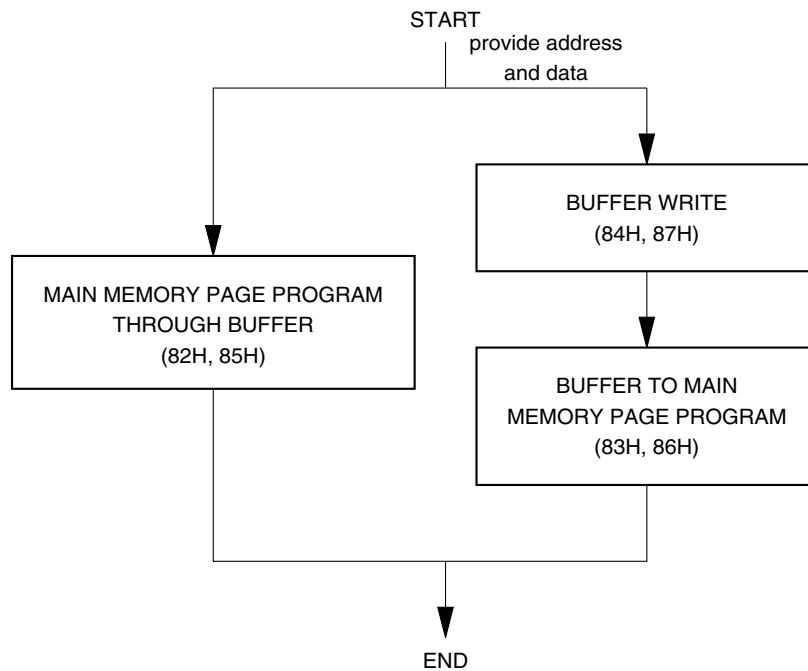 START
provide address
and data
BUFFER WRITE
(84H, 87H)
MAIN MEMORY PAGE PROGRAM
THROUGH BUFFER
(82H, 85H)
BUFFER TO MAIN
MEMORY PAGE PROGRAM
(83H, 86H)
END